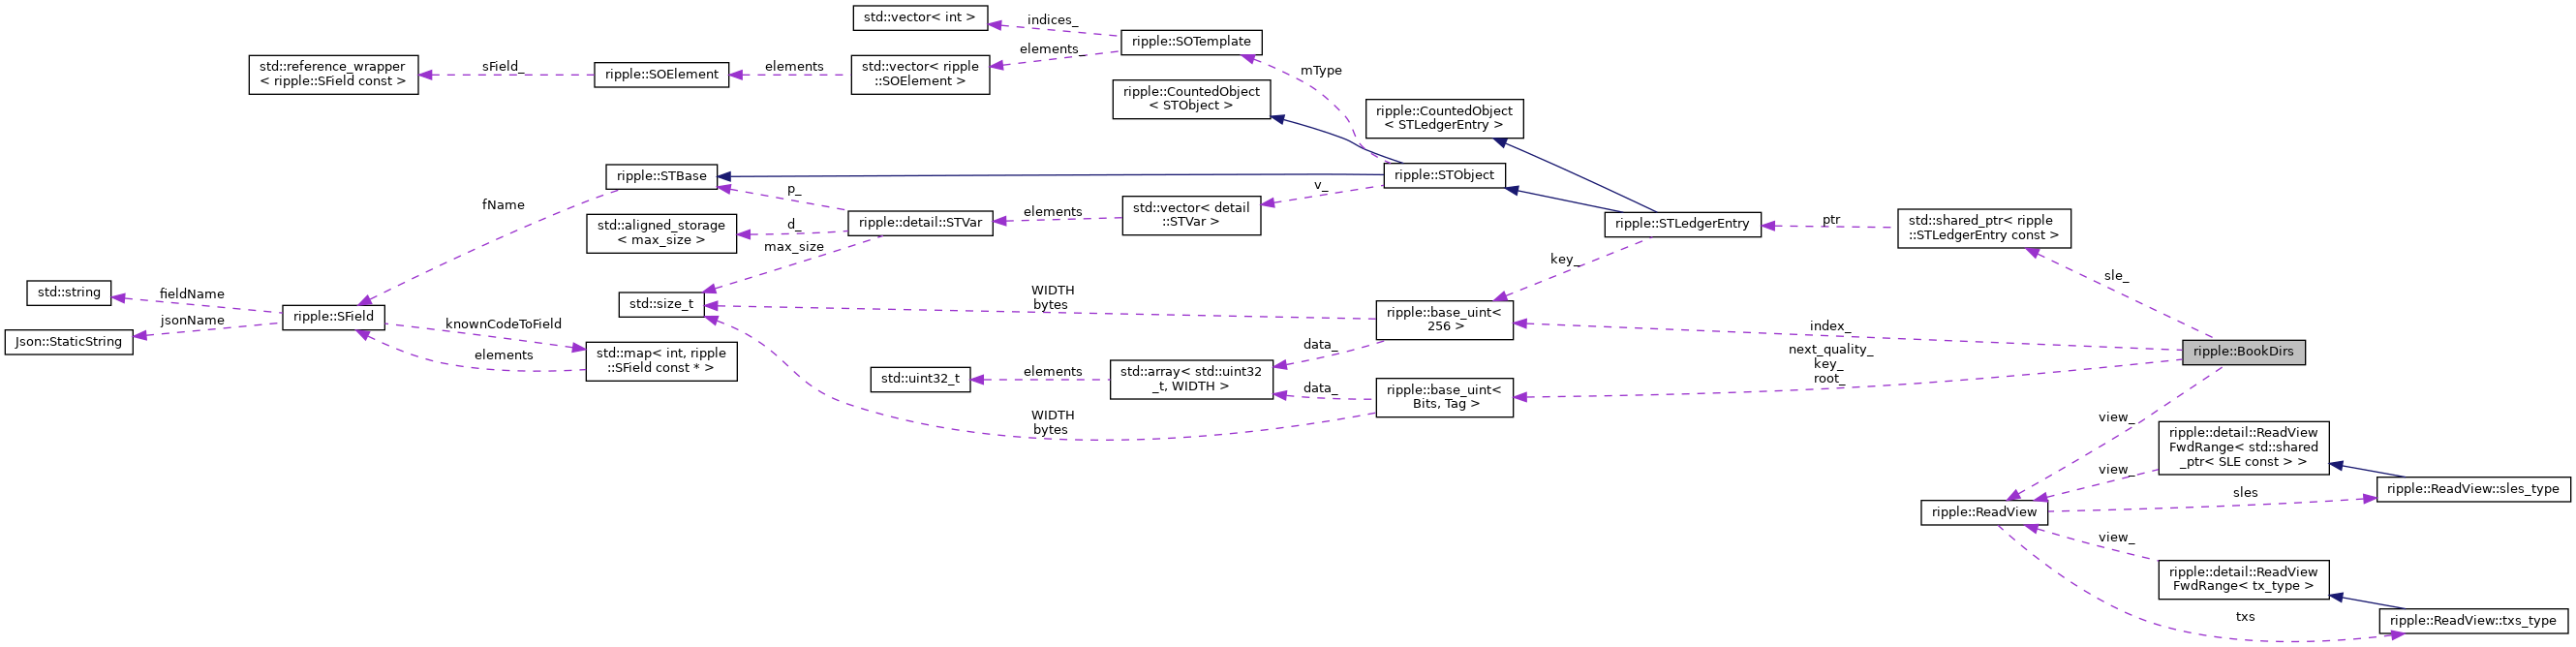 std::vector< int >
indices_
ripple::SOTemplate
elements_
std::reference_wrapper
< ripple::SField const >
sField_
ripple::SOElement
elements
std::vector< ripple
::SOElement >
mType
ripple::CountedObject
< STObject >
ripple::CountedObject
< STLedgerEntry >
ripple::STBase
ripple::STObject
p_
v_
fName
std::vector< detail
::STVar >
elements
ripple::detail::STVar
std::aligned_storage
< max_size >
d_
max_size
ripple::STLedgerEntry
ptr
std::shared_ptr< ripple
::STLedgerEntry const >
key_
sle_
std::string
fieldName
jsonName
ripple::SField
Json::StaticString
knownCodeToField
elements
std::size_t
WIDTH
bytes
ripple::base_uint<
256 >
index_
std::map< int, ripple
::SField const * >
data_
next_quality_
key_
root_
ripple::BookDirs
std::uint32_t
elements
std::array< std::uint32
_t, WIDTH >
data_
ripple::base_uint<
Bits, Tag >
WIDTH
bytes
view_
ripple::detail::ReadView
FwdRange< std::shared
_ptr< SLE const > >
view_
sles
ripple::ReadView::sles_type
ripple::ReadView
view_
ripple::detail::ReadView
FwdRange< tx_type >
txs
ripple::ReadView::txs_type